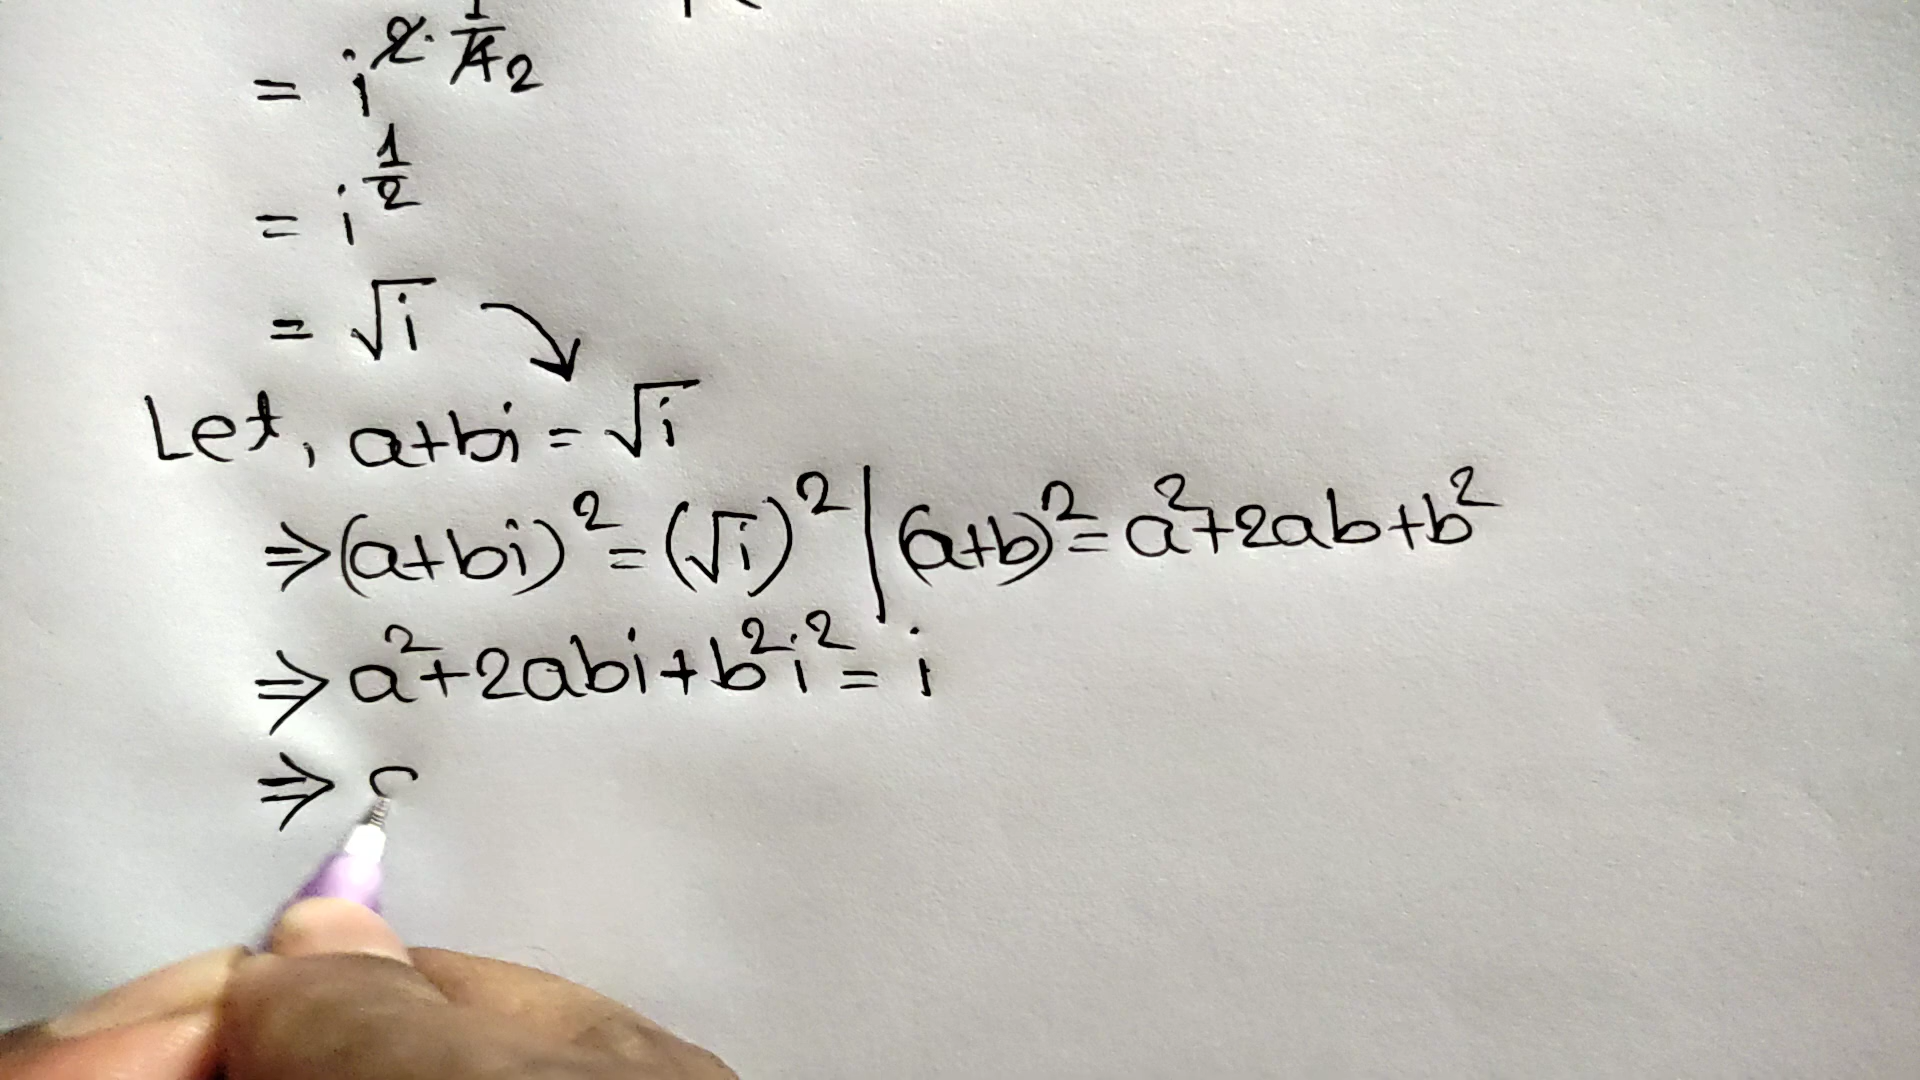 = i^2·1/4 2
= i^1/2
= √i
Let, a+bi = √i
⇒ (a+bi)² = (√i)² | (a+b)² = a²+2ab+b²
⇒ a²+2abi+b²i² = i
⇒